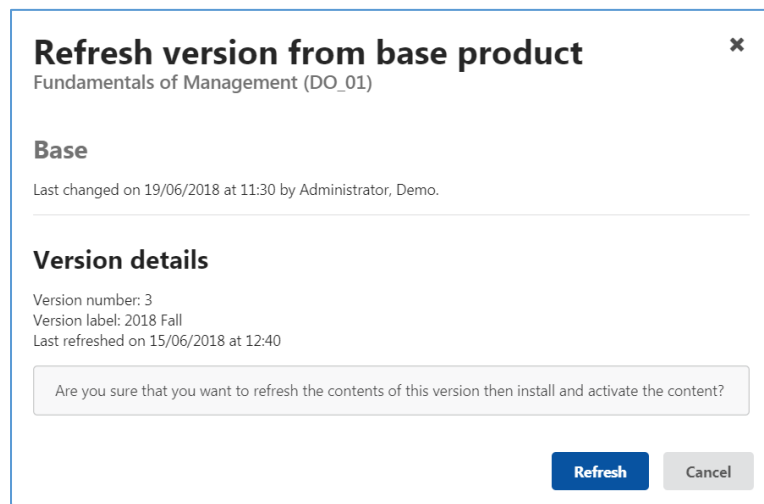 Refresh version from base product
Fundamentals of Management (DO_01)
Base
Last changed on 19/06/2018 at 11:30 by Administrator, Demo.
Version details
Version number: 3
Version label: 2018 Fall
Last refreshed on 15/06/2018 at 12:40
Are you sure that you want to refresh the contents of this version then install and activate the content?
Refresh Cancel